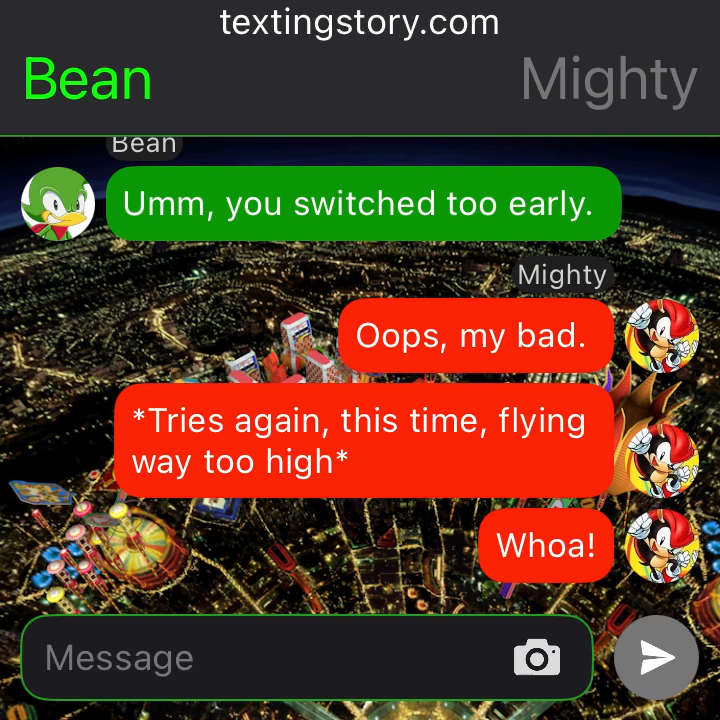 textingstory.com
Bean
Mighty
Bean
Umm, you switched too early.
Mighty
Oops, my bad.
*Tries again, this time, flying
way too high*
Whoa!
Message